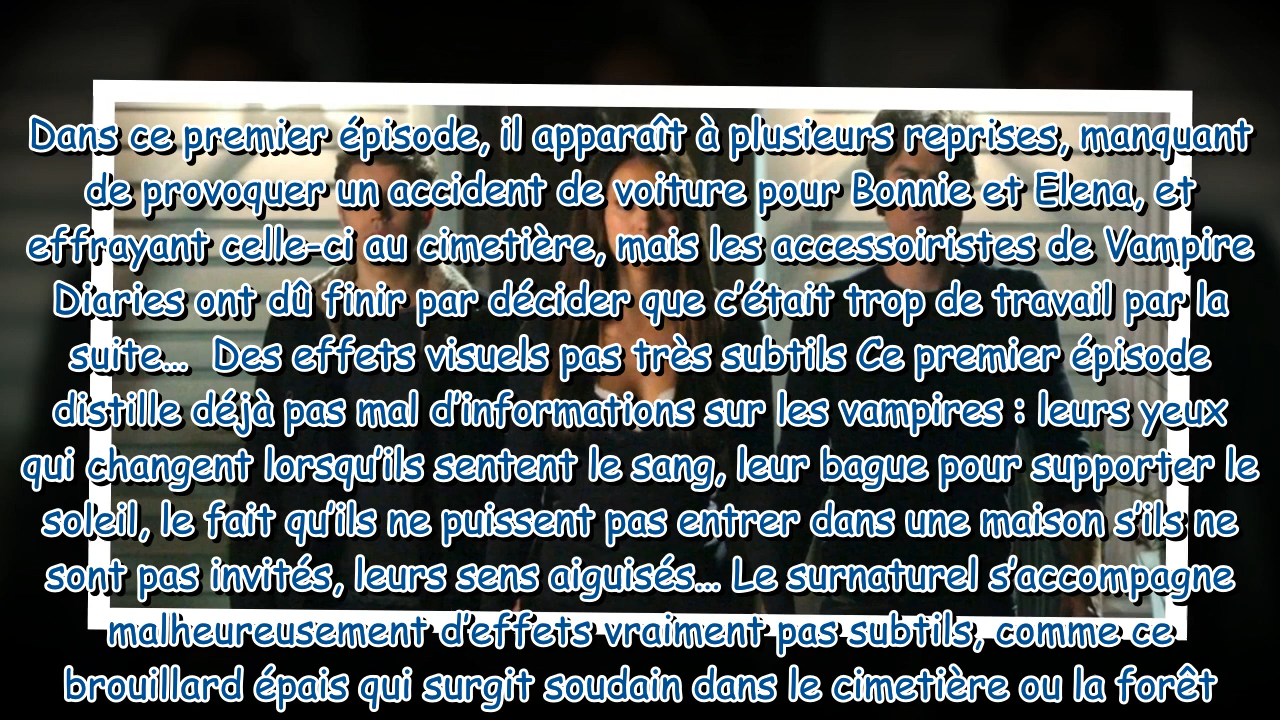 Dans ce premier épisode, il apparaît à plusieurs reprises, manquant
de provoquer un accident de voiture pour Bonnie et Elena, et
effrayant celle-ci au cimetière, mais les accessoiristes de Vampire
Diaries ont dû finir par décider que c'était trop de travail par la
suite... Des effets visuels pas très subtils Ce premier épisode
distille déjà pas mal d'informations sur les vampires : leurs yeux
qui changent lorsqu'ils sentent le sang, leur bague pour supporter le
soleil, le fait qu'ils ne puissent pas entrer dans une maison s'ils ne
sont pas invités, leurs sens aiguisés... Le surnaturel s'accompagne
malheureusement d'effets vraiment pas subtils, comme ce
brouillard épais qui surgit soudain dans le cimetière ou la forêt